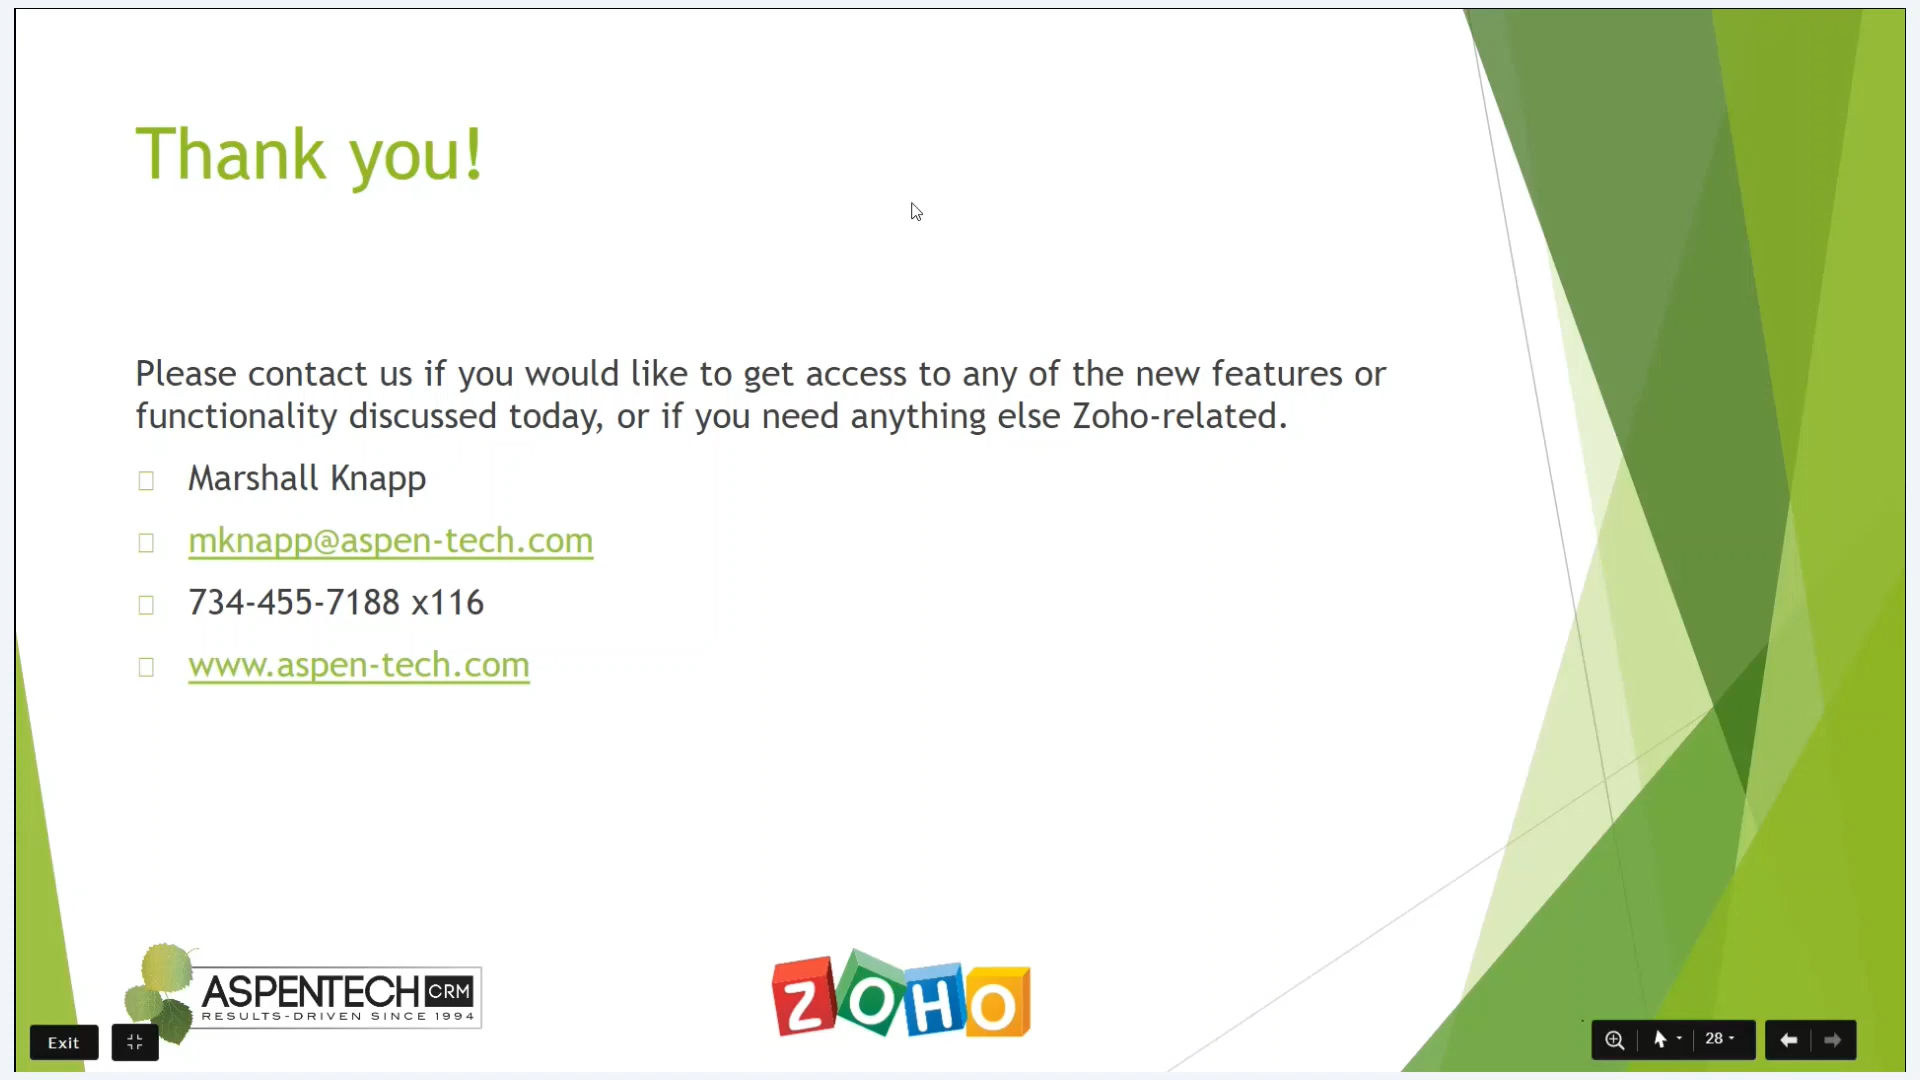 Thank you!
Please contact us if you would like to get access to any of the new features or
functionality discussed today, or if you need anything else Zoho-related.
Marshall Knapp
mknapp@aspen-tech.com
734-455-7188 x116
www.aspen-tech.com
ASPENTECH CRM
RESULTS-DRIVEN SINCE 1994
ZOHO
Exit
28